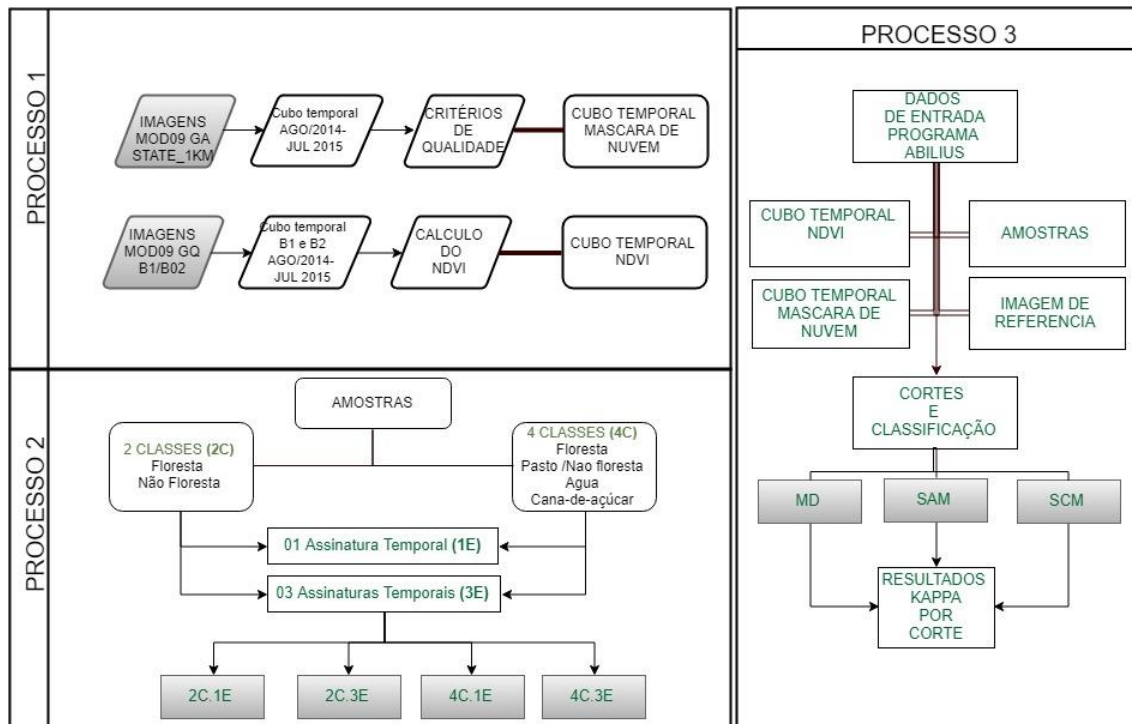 PROCESSO 1
IMAGENS
MOD09 GA
STATE_1KM
Cubo temporal
AGO/2014-
JUL 2015
CRITÉRIOS
DE
QUALIDADE
CUBO TEMPORAL
MASCARA DE
NUVEM
IMAGENS
MOD09 GQ
B1/B02
Cubo temporal
B1 e B2
AGO/2014-
JUL 2015
CALCULO
DO
NDVI
CUBO TEMPORAL
NDVI
PROCESSO 2
AMOSTRAS
2 CLASSES (2C)
Floresta
Não Floresta
4 CLASSES (4C)
Floresta
Pasto /Nao floresta
Agua
Cana-de-açúcar
01 Assinatura Temporal (1E)
03 Assinaturas Temporais (3E)
2C.1E
2C.3E
4C.1E
4C.3E
PROCESSO 3
DADOS
DE ENTRADA
PROGRAMA
ABILIUS
CUBO TEMPORAL
NDVI
AMOSTRAS
CUBO TEMPORAL
MASCARA DE
NUVEM
IMAGEM DE
REFERENCIA
CORTES
E
CLASSIFICAÇÃO
MD
SAM
SCM
RESULTADOS
KAPPA
POR
CORTE